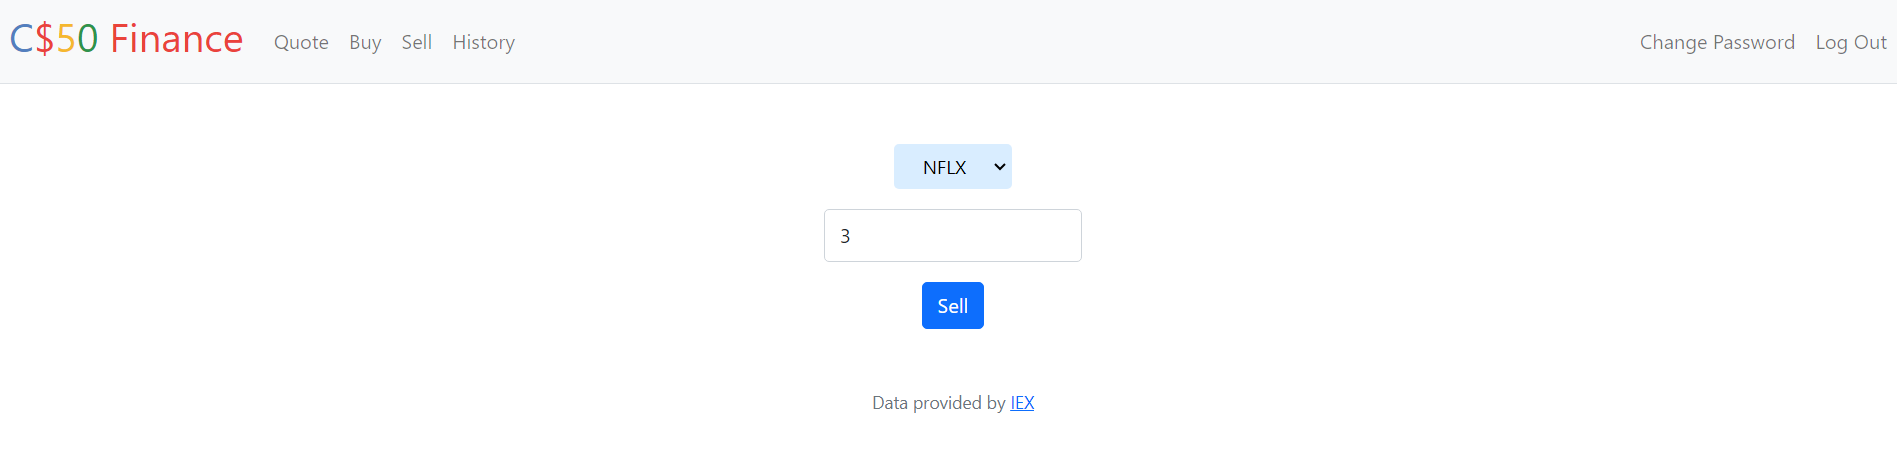 C$50 Finance Quote Buy Sell History Change Password Log Out
NFLX
3
Sell
Data provided by IEX